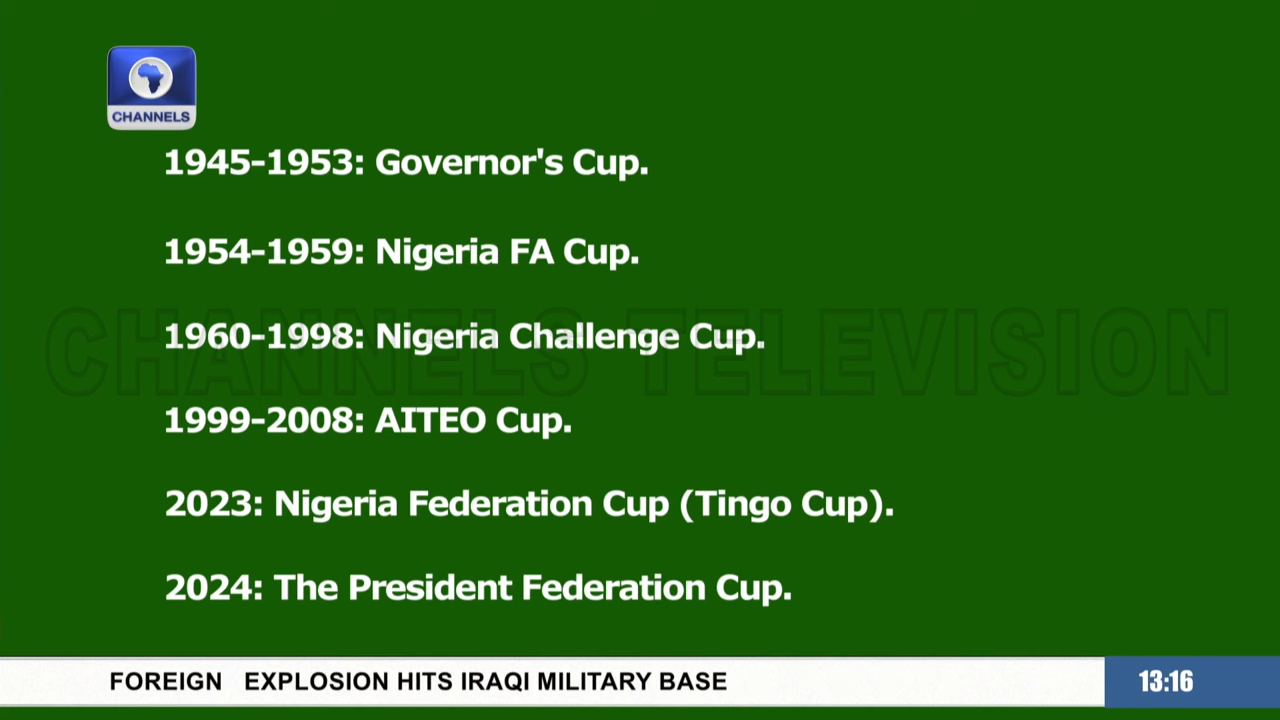 CHANNELS
1945-1953: Governor's Cup.
1954-1959: Nigeria FA Cup.
CHANNELS TELEVISION
1960-1998: Nigeria Challenge Cup.
1999-2008: AITEO Cup.
2023: Nigeria Federation Cup (Tingo Cup).
2024: The President Federation Cup.
FOREIGN EXPLOSION HITS IRAQI MILITARY BASE
13:16